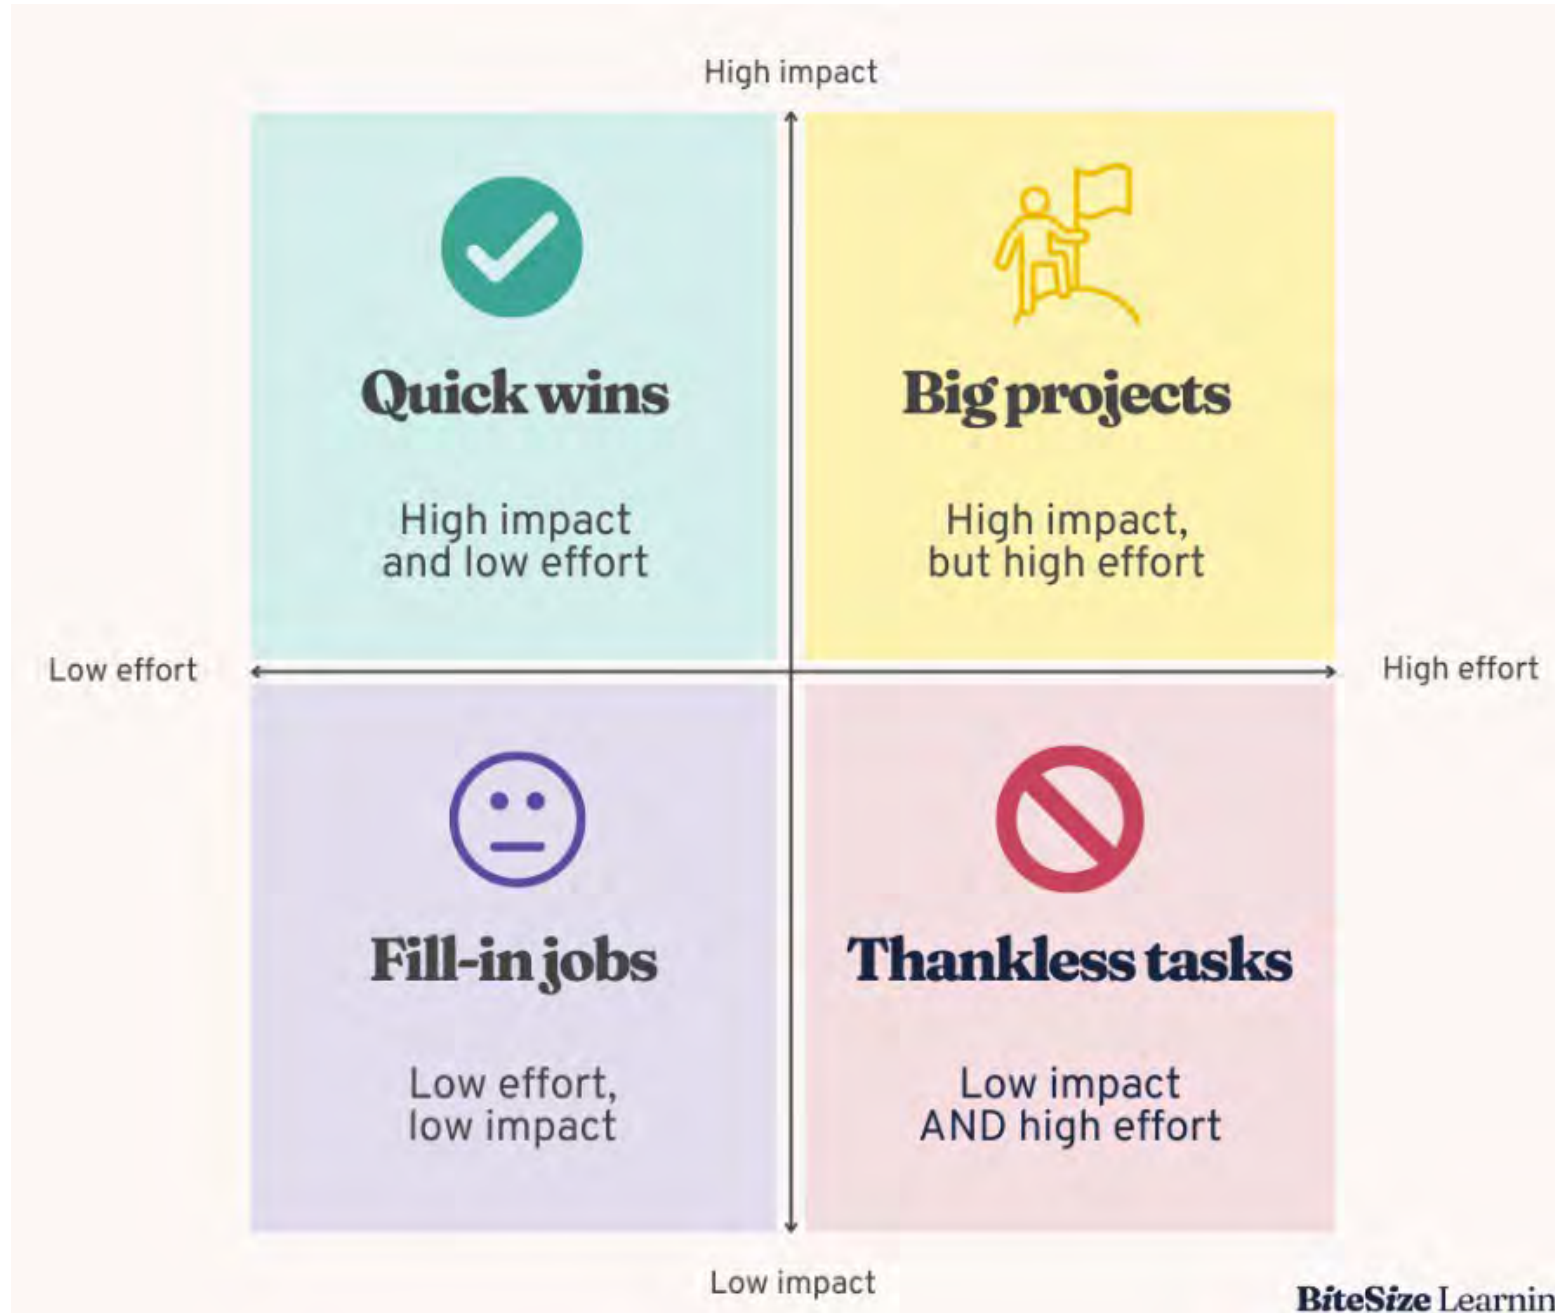 High impact
Quick wins
High impact
and low effort
Big projects
High impact,
but high effort
Low effort
High effort
Fill-in jobs
Low effort,
low impact
Thankless tasks
Low impact
AND high effort
Low impact
BiteSize Learnin